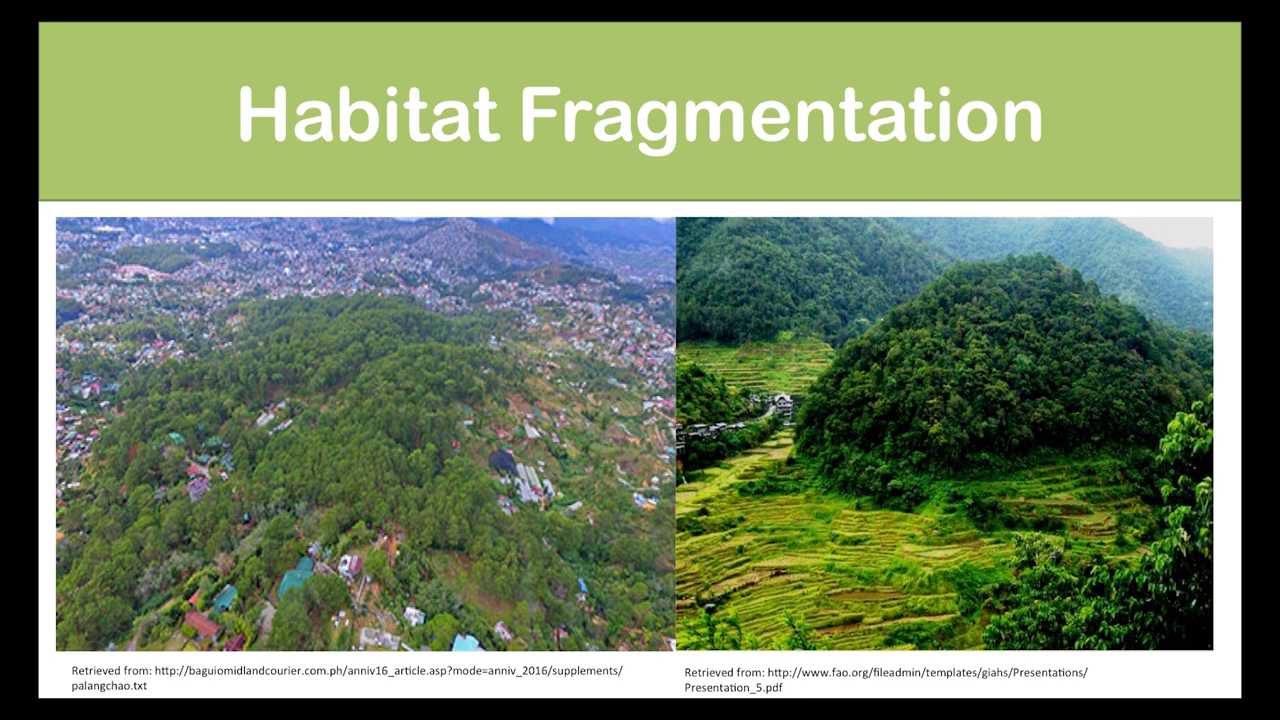 Habitat Fragmentation
Retrieved from: http://baguiomidlandcourier.com.ph/anniv16_article.asp?mode=anniv_2016/supplements/
palangchao.txt
Retrieved from: http://www.fao.org/fileadmin/templates/giahs/Presentations/
Presentation_5.pdf